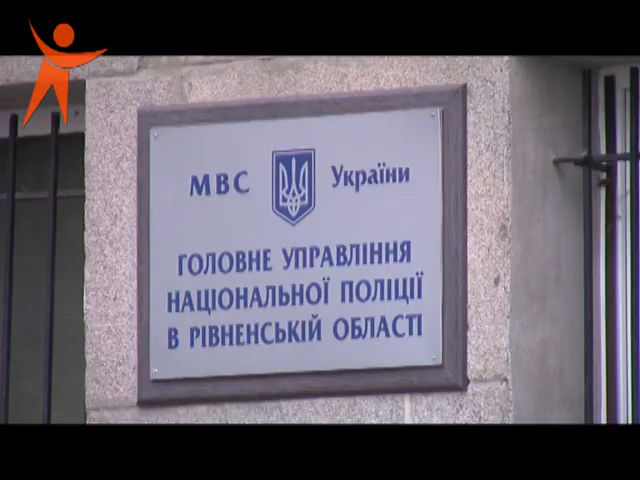 МВС України
ГОЛОВНЕ УПРАВЛІННЯ
НАЦІОНАЛЬНОЇ ПОЛІЦІЇ
В РІВНЕНСЬКІЙ ОБЛАСТІ